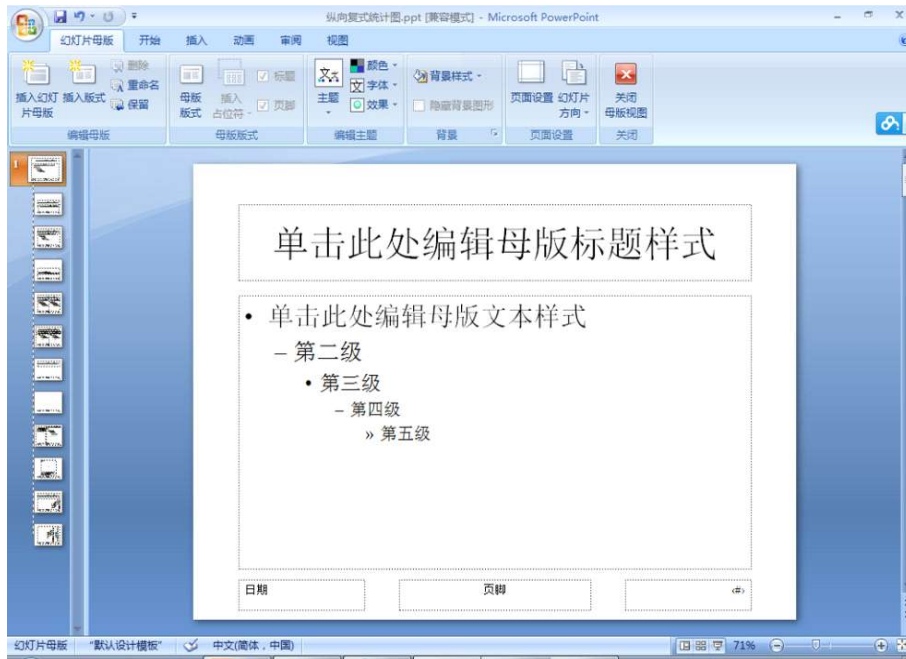 纵向复式统计图.ppt [兼容模式] - Microsoft PowerPoint
幻灯片母版 开始 插入 动画 审阅 视图
插入幻灯片母版 插入版式 删除 重命名 保留
母版版式 插入占位符 标题 页脚
主题 颜色 字体 效果
背景样式 隐藏背景图形
页面设置 幻灯片方向
关闭母版视图
编辑母版 母版版式 编辑主题 背景 页面设置 关闭
1
单击此处编辑母版标题样式
• 单击此处编辑母版文本样式
– 第二级
• 第三级
– 第四级
» 第五级
日期 页脚 ‹#›
幻灯片母版 "默认设计模板" 中文(简体，中国) 71%